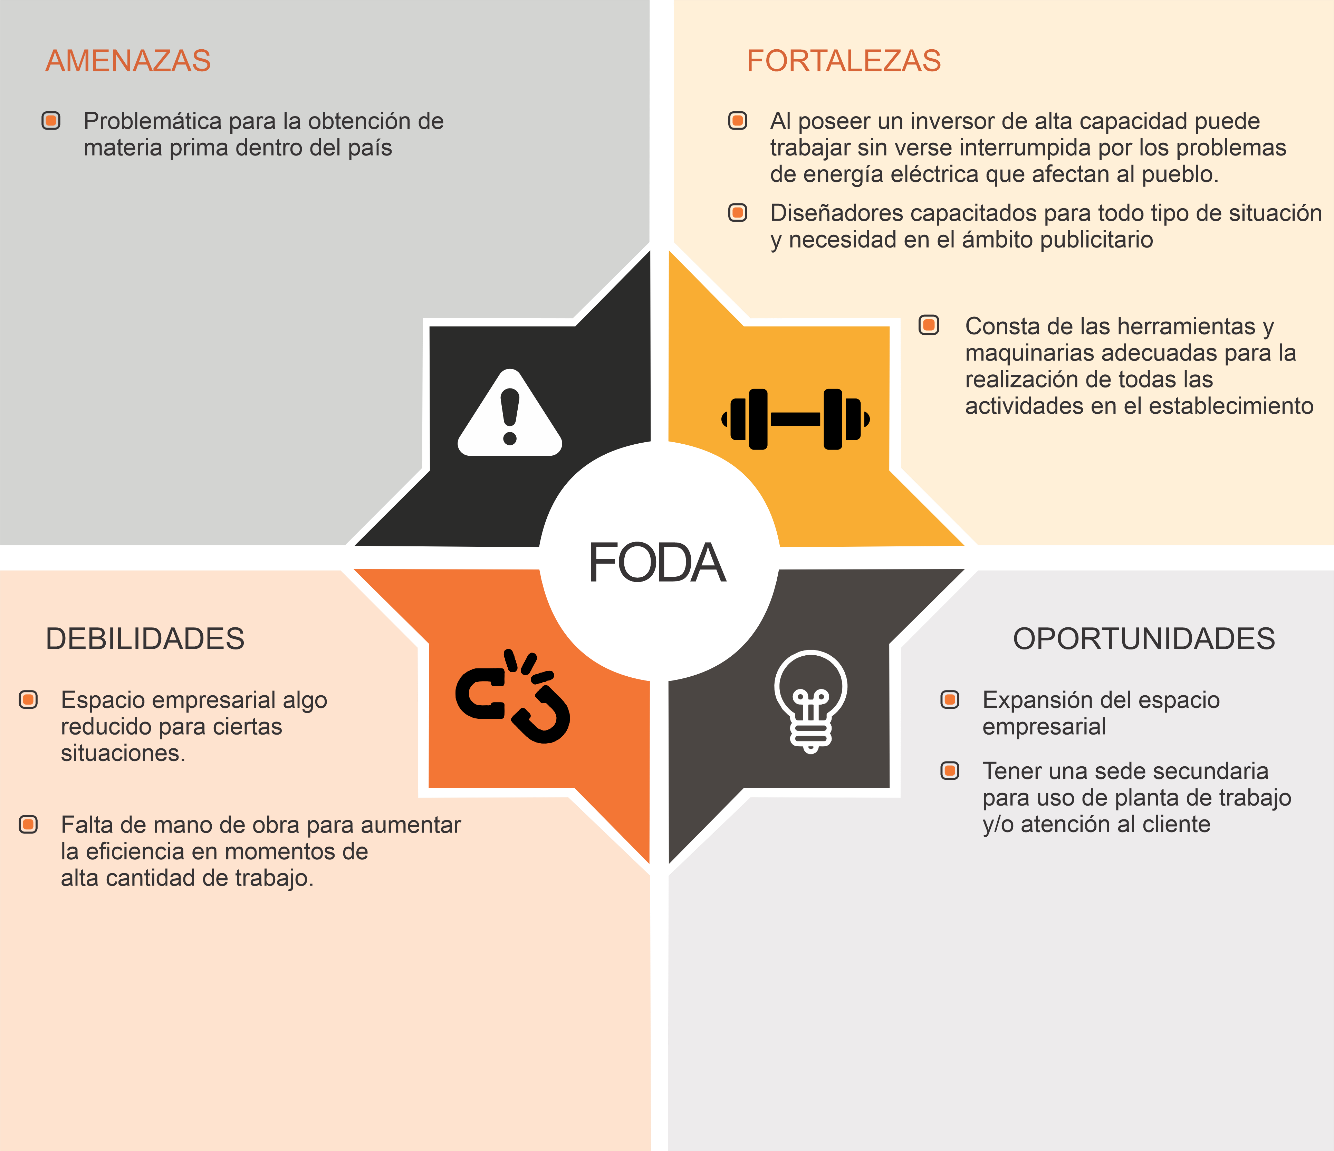 AMENAZAS
Problemática para la obtención de
materia prima dentro del país
FORTALEZAS
Al poseer un inversor de alta capacidad puede
trabajar sin verse interrumpida por los problemas
de energía eléctrica que afectan al pueblo.
Diseñadores capacitados para todo tipo de situación
y necesidad en el ámbito publicitario
Consta de las herramientas y
maquinarias adecuadas para la
realización de todas las
actividades en el establecimiento
FODA
DEBILIDADES
Espacio empresarial algo
reducido para ciertas
situaciones.
Falta de mano de obra para aumentar
la eficiencia en momentos de
alta cantidad de trabajo.
OPORTUNIDADES
Expansión del espacio
empresarial
Tener una sede secundaria
para uso de planta de trabajo
y/o atención al cliente